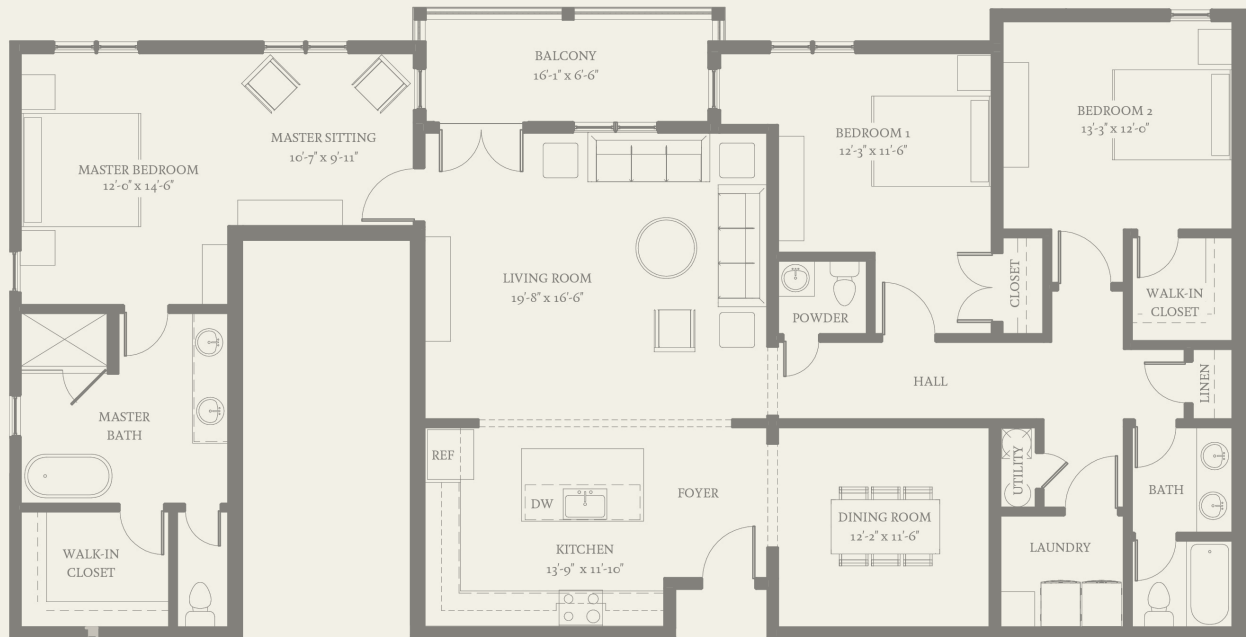 BALCONY
16'-1" x 6'-6"
MASTER SITTING
10'-7" x 9'-11"
MASTER BEDROOM
12'-0" x 14'-6"
BEDROOM 1
12'-3" x 11'-6"
BEDROOM 2
13'-3" x 12'-0"
LIVING ROOM
19'-8" x 16'-6"
POWDER
CLOSET
WALK-IN
CLOSET
HALL
LINEN
MASTER
BATH
REF
DW
FOYER
KITCHEN
13'-9" x 11'-10"
DINING ROOM
12'-2" x 11'-6"
UTILITY
BATH
LAUNDRY
WALK-IN
CLOSET